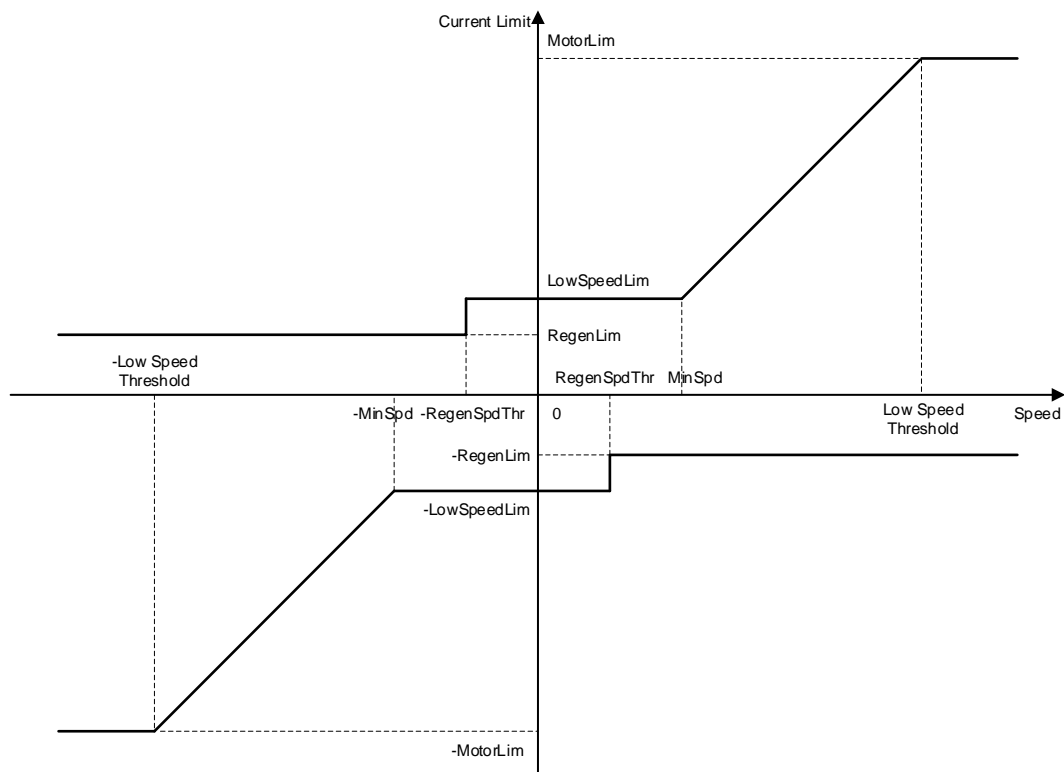 Current Limit
MotorLim
LowSpeedLim
RegenLim
-Low Speed
Threshold
RegenSpdThr
MinSpd
-MinSpd
-RegenSpdThr
0
Low Speed
Threshold
Speed
-RegenLim
-LowSpeedLim
-MotorLim